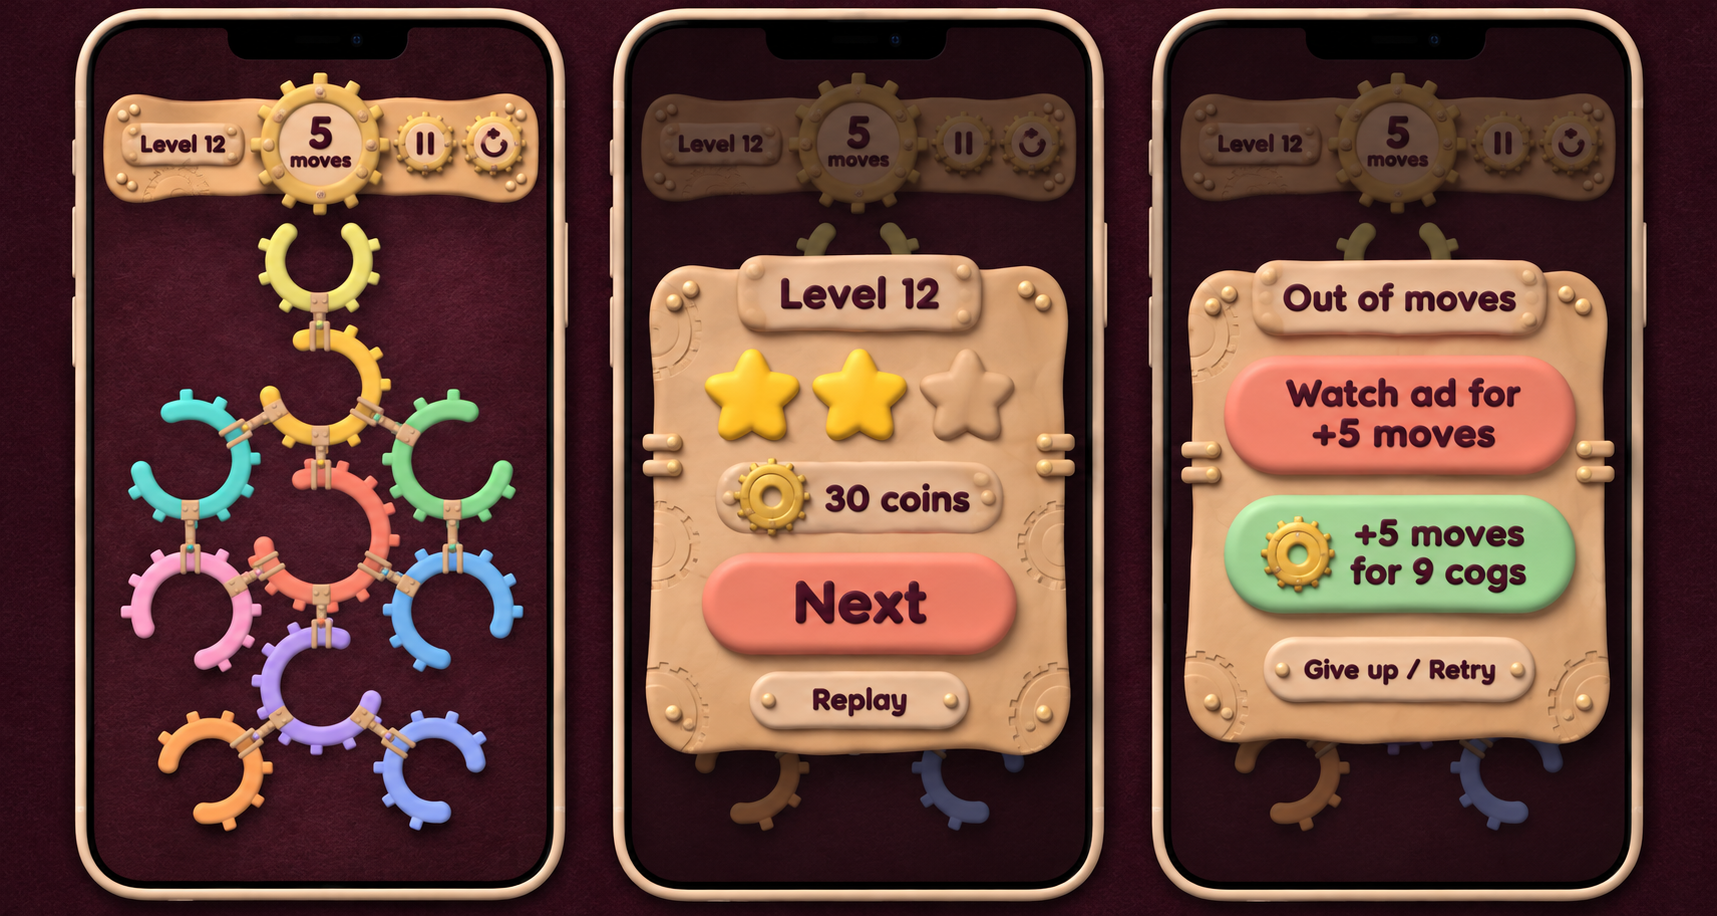 Level 12
5
moves
Level 12
5
moves
Level 12
30 coins
Next
Replay
Level 12
5
moves
Out of moves
Watch ad for
+5 moves
+5 moves
for 9 cogs
Give up / Retry